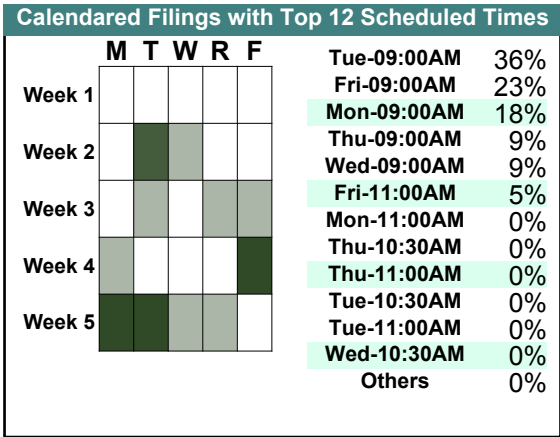 Calendared Filings with Top 12 Scheduled Times
M T W R F
Week 1
Week 2
Week 3
Week 4
Week 5
Tue-09:00AM 36%
Fri-09:00AM 23%
Mon-09:00AM 18%
Thu-09:00AM 9%
Wed-09:00AM 9%
Fri-11:00AM 5%
Mon-11:00AM 0%
Thu-10:30AM 0%
Thu-11:00AM 0%
Tue-10:30AM 0%
Tue-11:00AM 0%
Wed-10:30AM 0%
Others 0%